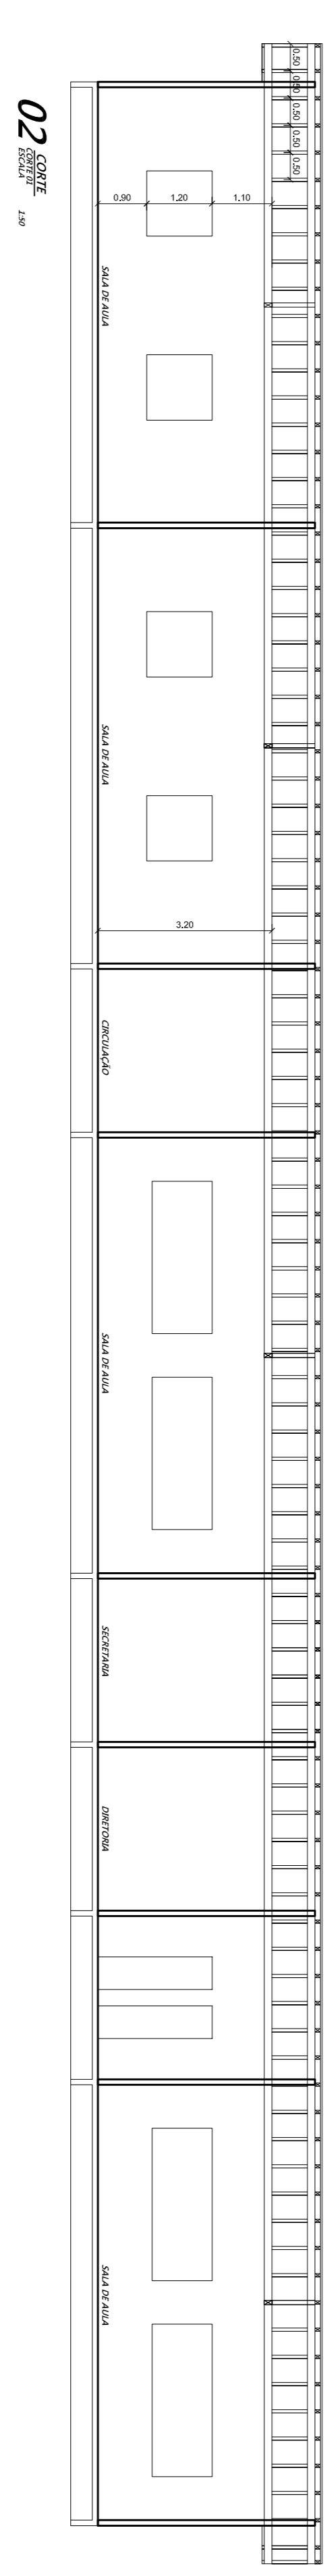 02
CORTE
CORTE 01
ESCALA 1:50
0.50
0.50
0.50
0.50
0.50
0.90
1.20
1.10
SALA DE AULA
SALA DE AULA
3.20
CIRCULAÇÃO
SALA DE AULA
SECRETARIA
DIRETORIA
SALA DE AULA